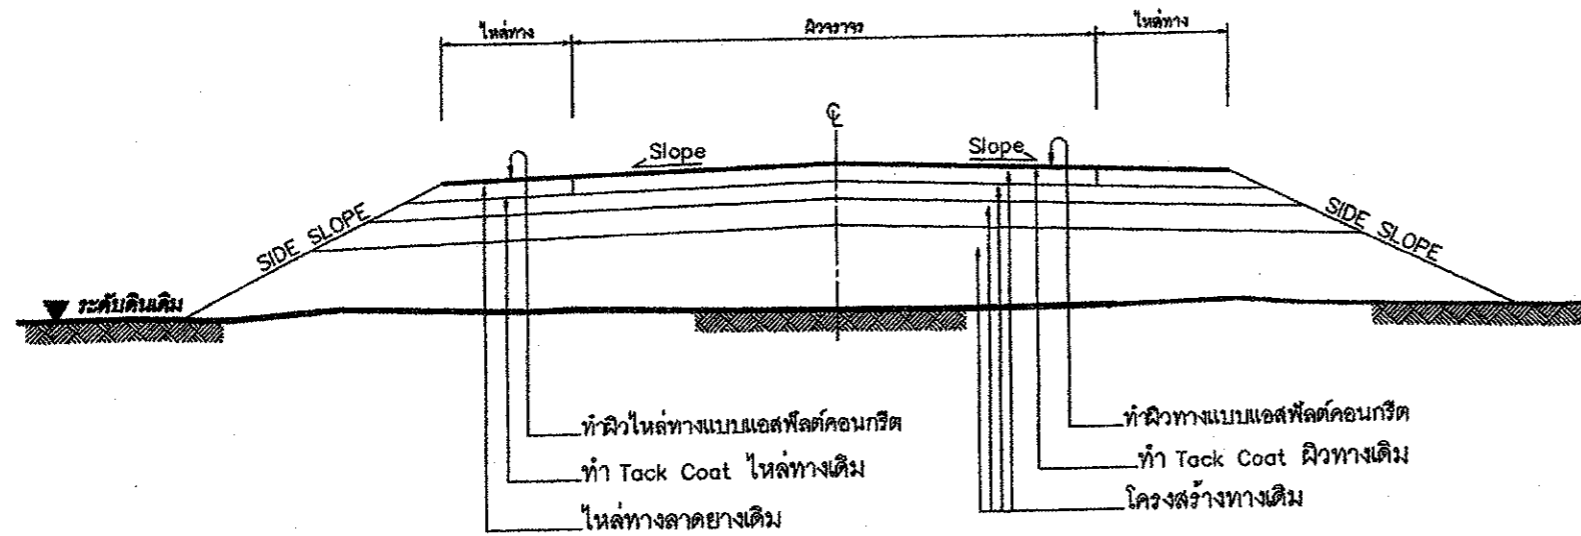 ไหล่ทาง
ผิวจราจร
ไหล่ทาง
℄
Slope
Slope
SIDE SLOPE
SIDE SLOPE
ระดับดินเดิม
ทำผิวไหล่ทางแบบแอสฟัลต์คอนกรีต
ทำผิวทางแบบแอสฟัลต์คอนกรีต
ทำ Tack Coat ไหล่ทางเดิม
ทำ Tack Coat ผิวทางเดิม
ไหล่ทางลาดยางเดิม
โครงสร้างทางเดิม